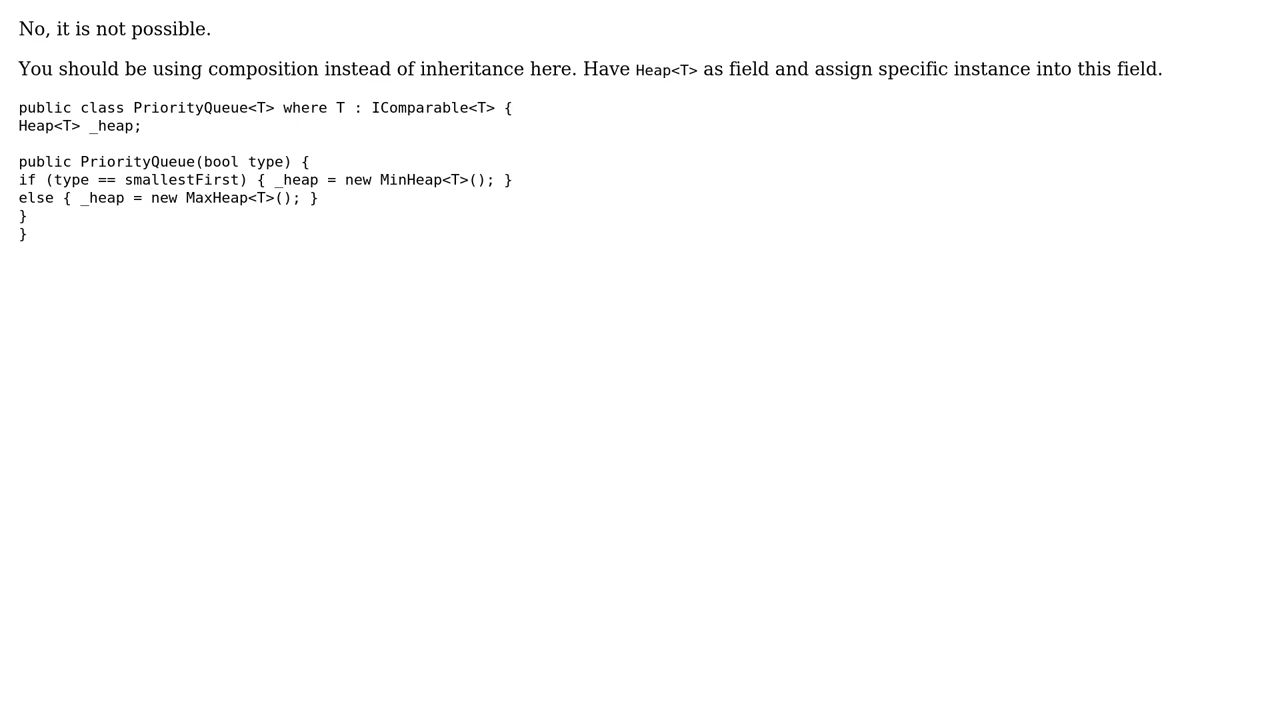 No, it is not possible.
You should be using composition instead of inheritance here. Have Heap<T> as field and assign specific instance into this field.
public class PriorityQueue<T> where T : IComparable<T> {
Heap<T> _heap;
public PriorityQueue(bool type) {
if (type == smallestFirst) { _heap = new MinHeap<T>(); }
else { _heap = new MaxHeap<T>(); }
}
}